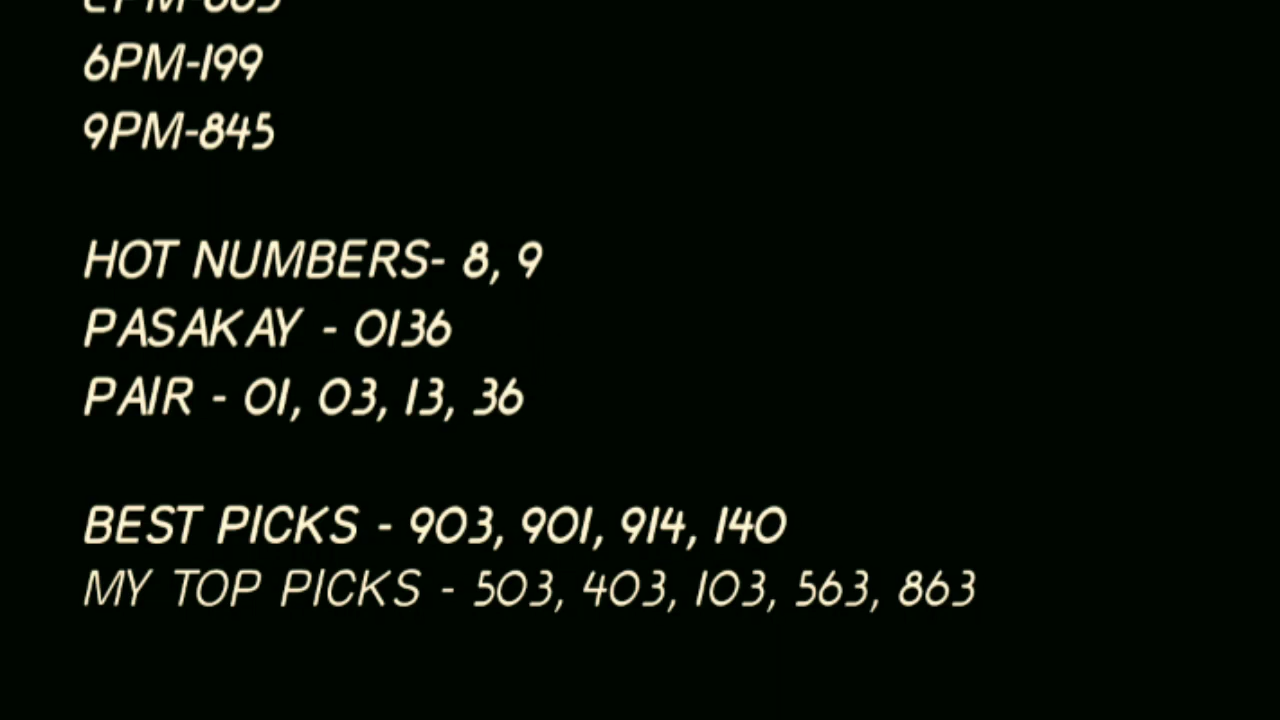 6PM-199
9PM-845
HOT NUMBERS- 8, 9
PASAKAY - 0136
PAIR - 01, 03, 13, 36
BEST PICKS - 903, 901, 914, 140
MY TOP PICKS - 503, 403, 103, 563, 863